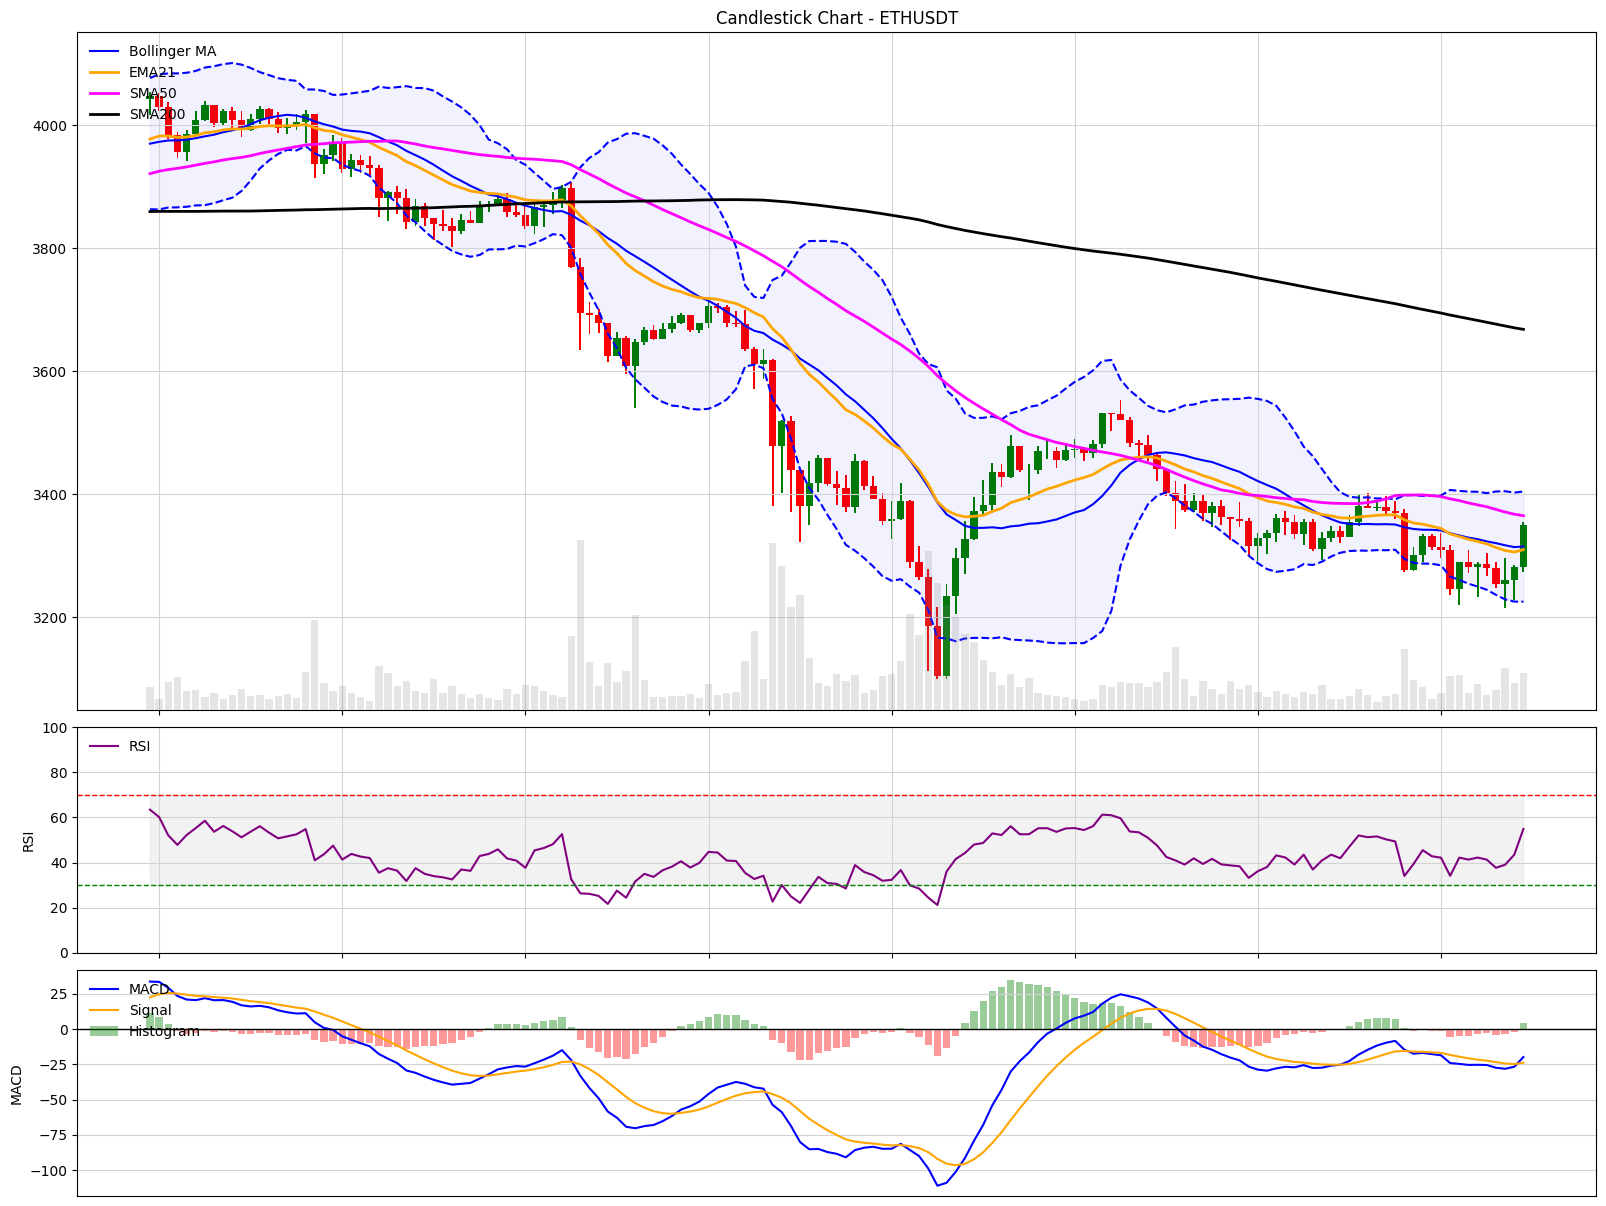 Candlestick Chart - ETHUSDT
Bollinger MA
EMA21
SMA50
SMA200
4000
3800
3600
3400
3200
RSI
100
80
60
40
20
0
RSI
MACD
Signal
Histogram
25
0
−25
−50
−75
−100
MACD